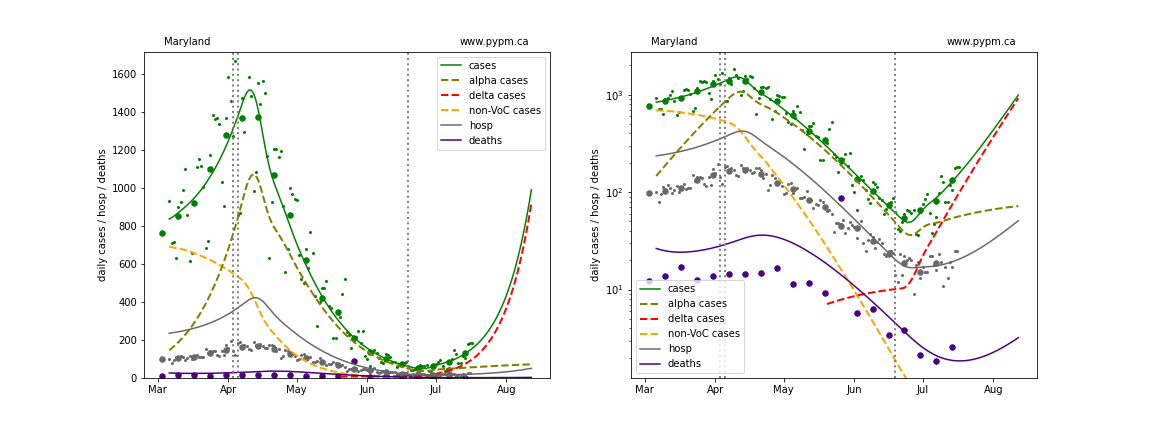 Maryland www.pypm.ca
daily cases / hosp / deaths
1600
1400
1200
1000
800
600
400
200
0
cases
alpha cases
delta cases
non-VoC cases
hosp
deaths
Mar Apr May Jun Jul Aug
Maryland www.pypm.ca
daily cases / hosp / deaths
10³
10²
10¹
cases
alpha cases
delta cases
non-VoC cases
hosp
deaths
Mar Apr May Jun Jul Aug